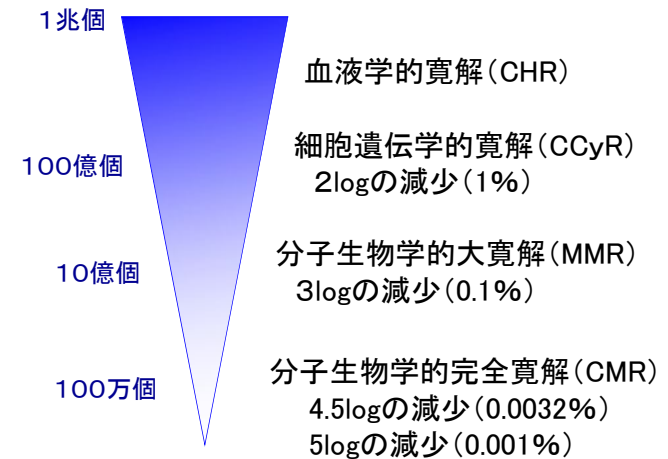 1兆個
血液学的寛解（CHR）
細胞遺伝学的寛解（CCyR）
100億個
2logの減少（1%）
分子生物学的大寛解（MMR）
10億個
3logの減少（0.1%）
分子生物学的完全寛解（CMR）
100万個
4.5logの減少（0.0032%）
5logの減少（0.001%）